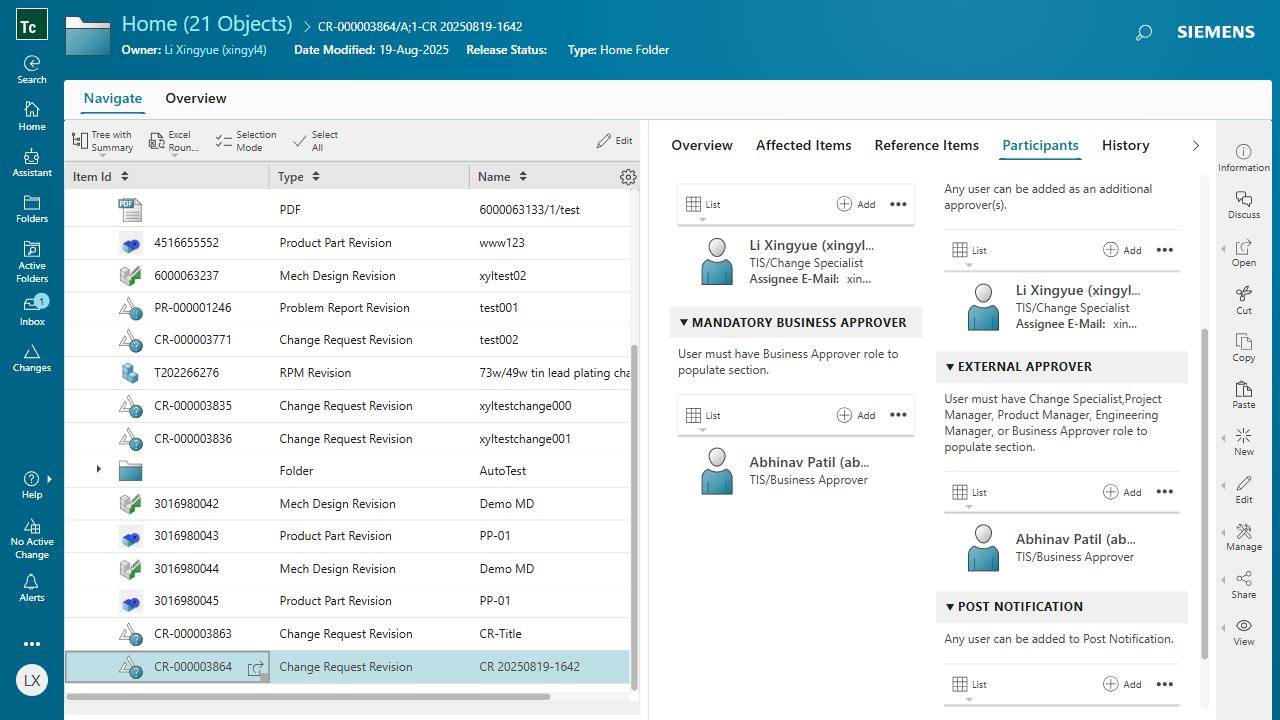 Tc
Home (21 Objects)
CR-000003864/A;1-CR 20250819-1642
Owner: Li Xingyue (xingyl4)
Date Modified: 19-Aug-2025
Release Status:
Type: Home Folder
SIEMENS
Search
Home
Assistant
Folders
Active
Folders
1
Inbox
Changes
Help
No Active
Change
Alerts
LX
Navigate
Overview
Tree with
Summary
Excel
Roun...
Selection
Mode
Select
All
Edit
Item Id
Type
Name
PDF
PDF
6000063133/1/test
4516655552
Product Part Revision
www123
6000063237
Mech Design Revision
xyltest02
PR-000001246
Problem Report Revision
test001
CR-000003771
Change Request Revision
test002
T202266276
RPM Revision
73w/49w tin lead plating cha
CR-000003835
Change Request Revision
xyltestchange000
CR-000003836
Change Request Revision
xyltestchange001
Folder
AutoTest
3016980042
Mech Design Revision
Demo MD
3016980043
Product Part Revision
PP-01
3016980044
Mech Design Revision
Demo MD
3016980045
Product Part Revision
PP-01
CR-000003863
Change Request Revision
CR-Title
CR-000003864
Change Request Revision
CR 20250819-1642
Overview
Affected Items
Reference Items
Participants
History
List
Add
Li Xingyue (xingyl...
TIS/Change Specialist
Assignee E-Mail: xin...
MANDATORY BUSINESS APPROVER
User must have Business Approver role to
populate section.
List
Add
Abhinav Patil (ab...
TIS/Business Approver
Any user can be added as an additional
approver(s).
List
Add
Li Xingyue (xingyl...
TIS/Change Specialist
Assignee E-Mail: xin...
EXTERNAL APPROVER
User must have Change Specialist,Project
Manager, Product Manager, Engineering
Manager, or Business Approver role to
populate section.
List
Add
Abhinav Patil (ab...
TIS/Business Approver
POST NOTIFICATION
Any user can be added to Post Notification.
List
Add
Information
Discuss
Open
Cut
Copy
Paste
New
Edit
Manage
Share
View